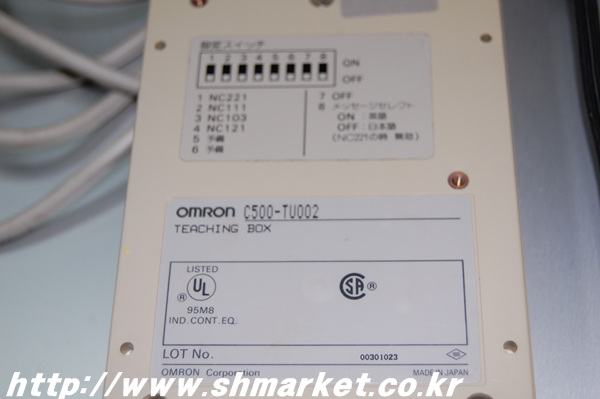 設定スイッチ
1 2 3 4 5 6 7 8
ON
OFF
1 NC221
2 NC111
3 NC103
4 NC121
5 予備
6 予備
7 OFF
8 メッセージセレクト
ON : 英語
OFF : 日本語
(NC221の時 無効)
OMRON C500-TU002
TEACHING BOX
LISTED
UL ®
95M8
IND.CONT.EQ.
SA ®
LOT No. 00301023
OMRON Corporation MADE IN JAPAN
http://www.shmarket.co.kr